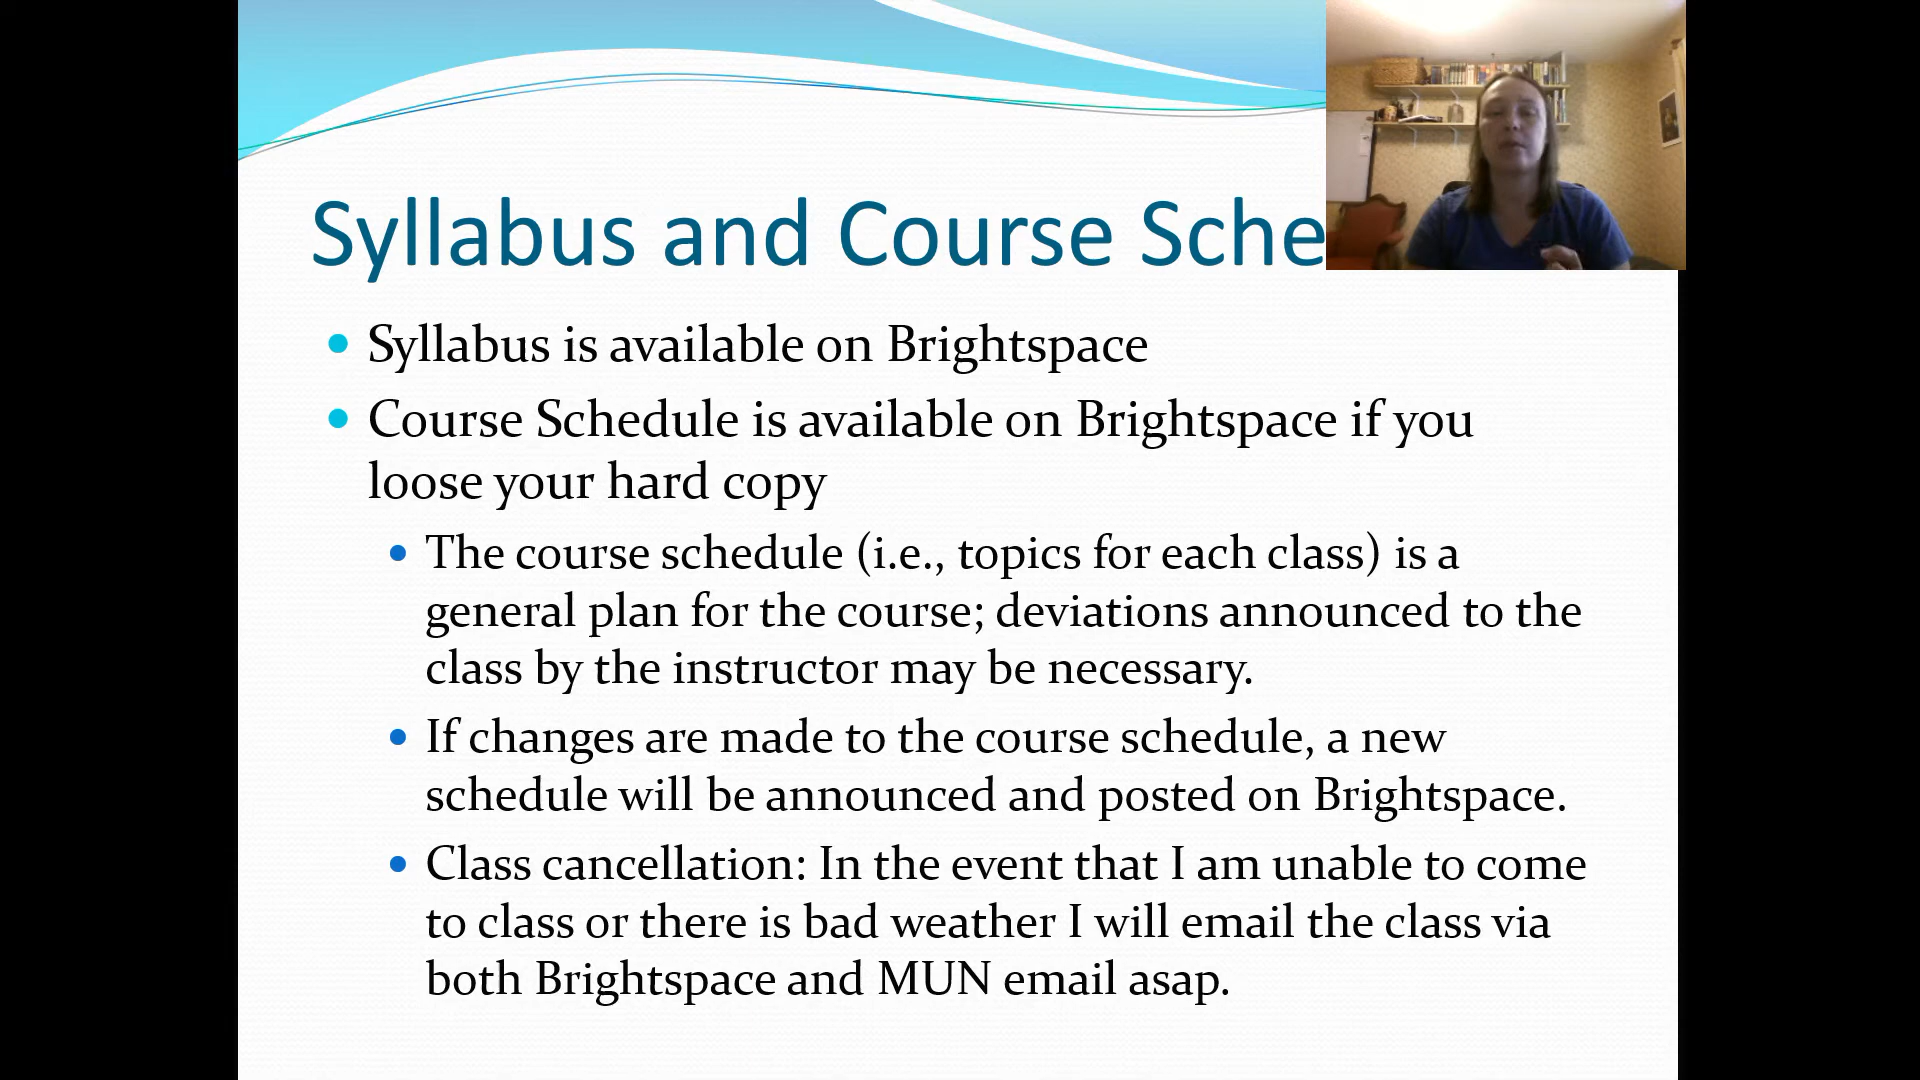 Syllabus and Course Sche
• Syllabus is available on Brightspace
• Course Schedule is available on Brightspace if you
loose your hard copy
• The course schedule (i.e., topics for each class) is a
general plan for the course; deviations announced to the
class by the instructor may be necessary.
• If changes are made to the course schedule, a new
schedule will be announced and posted on Brightspace.
• Class cancellation: In the event that I am unable to come
to class or there is bad weather I will email the class via
both Brightspace and MUN email asap.